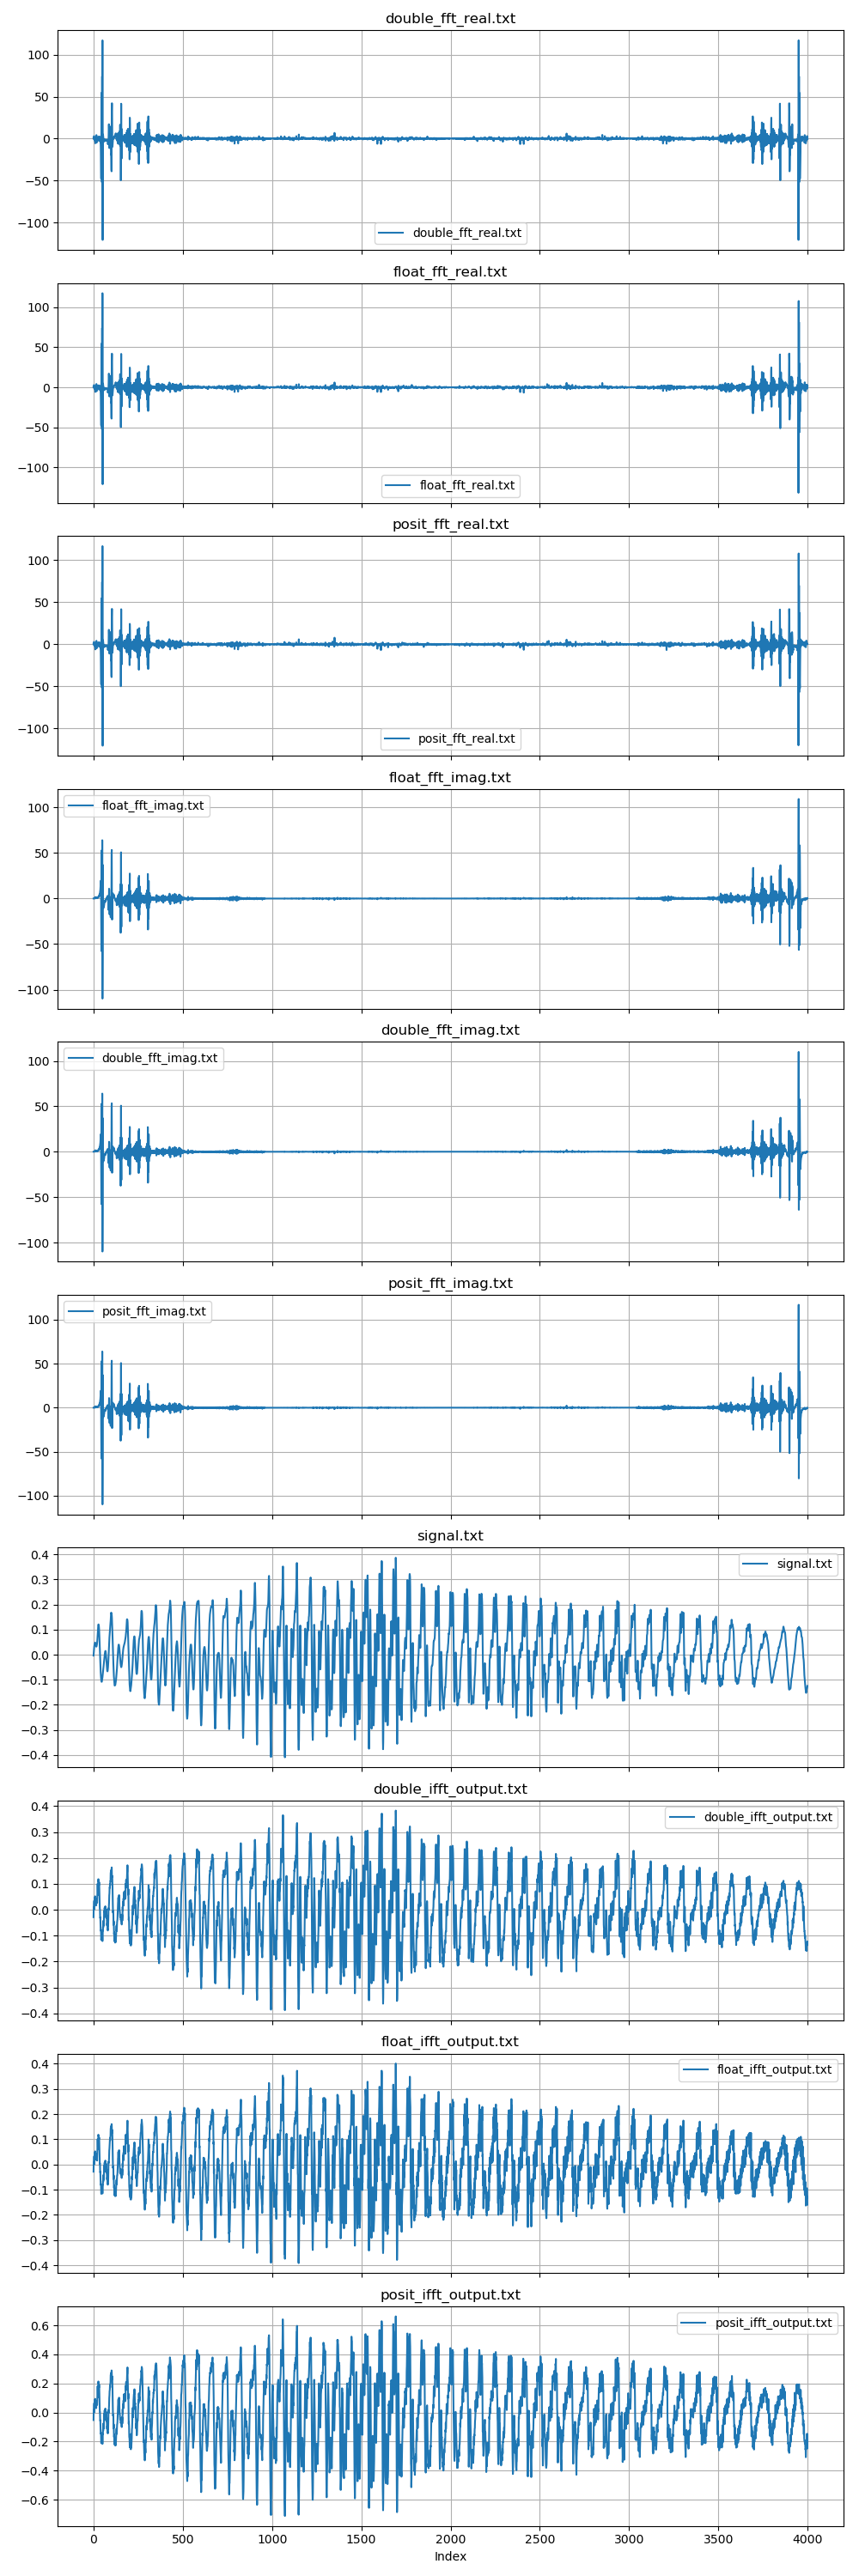 double_fft_real.txt
100
50
0
−50
−100
double_fft_real.txt
float_fft_real.txt
100
50
0
−50
−100
float_fft_real.txt
posit_fft_real.txt
100
50
0
−50
−100
posit_fft_real.txt
float_fft_imag.txt
float_fft_imag.txt
100
50
0
−50
−100
double_fft_imag.txt
double_fft_imag.txt
100
50
0
−50
−100
posit_fft_imag.txt
posit_fft_imag.txt
100
50
0
−50
−100
signal.txt
signal.txt
0.4
0.3
0.2
0.1
0.0
−0.1
−0.2
−0.3
−0.4
double_ifft_output.txt
double_ifft_output.txt
0.4
0.3
0.2
0.1
0.0
−0.1
−0.2
−0.3
−0.4
float_ifft_output.txt
float_ifft_output.txt
0.4
0.3
0.2
0.1
0.0
−0.1
−0.2
−0.3
−0.4
posit_ifft_output.txt
posit_ifft_output.txt
0.6
0.4
0.2
0.0
−0.2
−0.4
−0.6
0 500 1000 1500 2000 2500 3000 3500 4000
Index